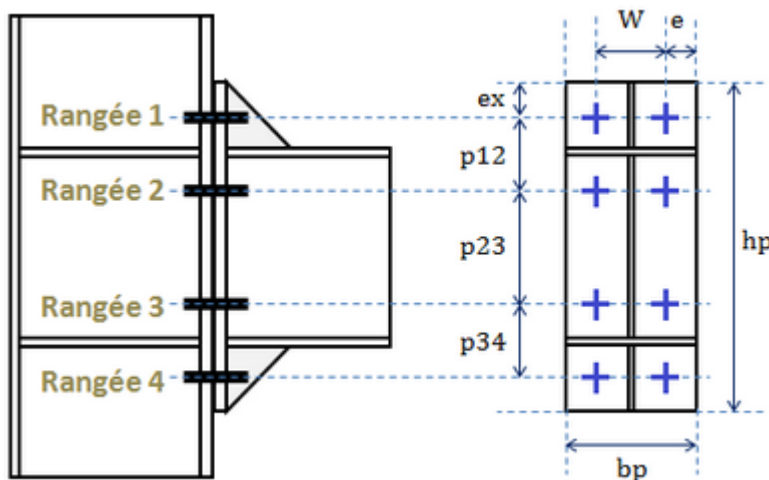 W
e
ex
Rangée 1
p12
Rangée 2
p23
hp
Rangée 3
p34
Rangée 4
bp